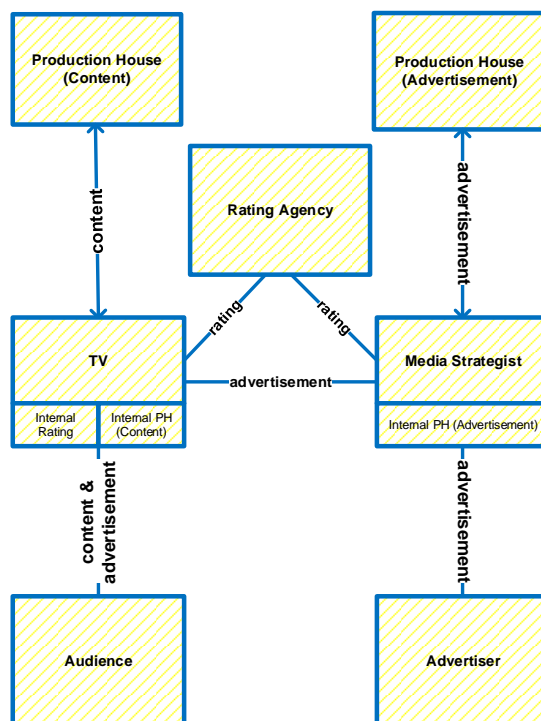 Production House
(Content)
Production House
(Advertisement)
Rating Agency
content
advertisement
rating
rating
TV
Media Strategist
advertisement
Internal
Rating
Internal PH
(Content)
Internal PH (Advertisement)
content &
advertisement
advertisement
Audience
Advertiser